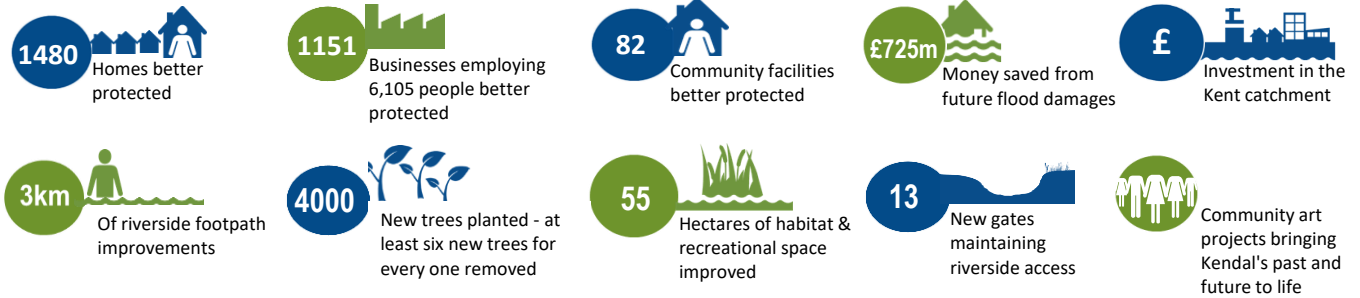 1480
Homes better
protected
1151
Businesses employing
6,105 people better
protected
82
Community facilities
better protected
£725m
Money saved from
future flood damages
£
Investment in the
Kent catchment
3km
Of riverside footpath
improvements
4000
New trees planted - at
least six new trees for
every one removed
55
Hectares of habitat &
recreational space
improved
13
New gates
maintaining
riverside access
Community art
projects bringing
Kendal's past and
future to life